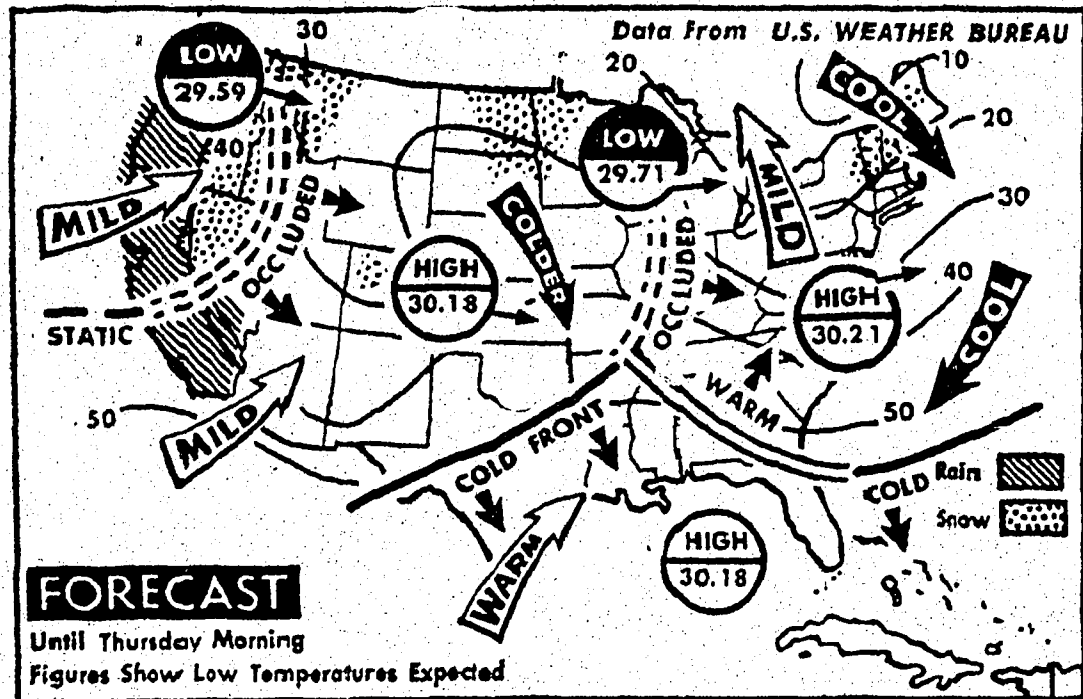 Data From U.S. WEATHER BUREAU
30
LOW
29.59
20
COOL
10
20
LOW
29.71
40
MILD
MILD
30
OCCLUDED
COLDER
OCCLUDED
HIGH
30.18
HIGH
30.21
40
COOL
STATIC
50
MILD
WARM
50
COLD FRONT
COLD
Rain
Snow
WARM
HIGH
30.18
FORECAST
Until Thursday Morning
Figures Show Low Temperatures Expected